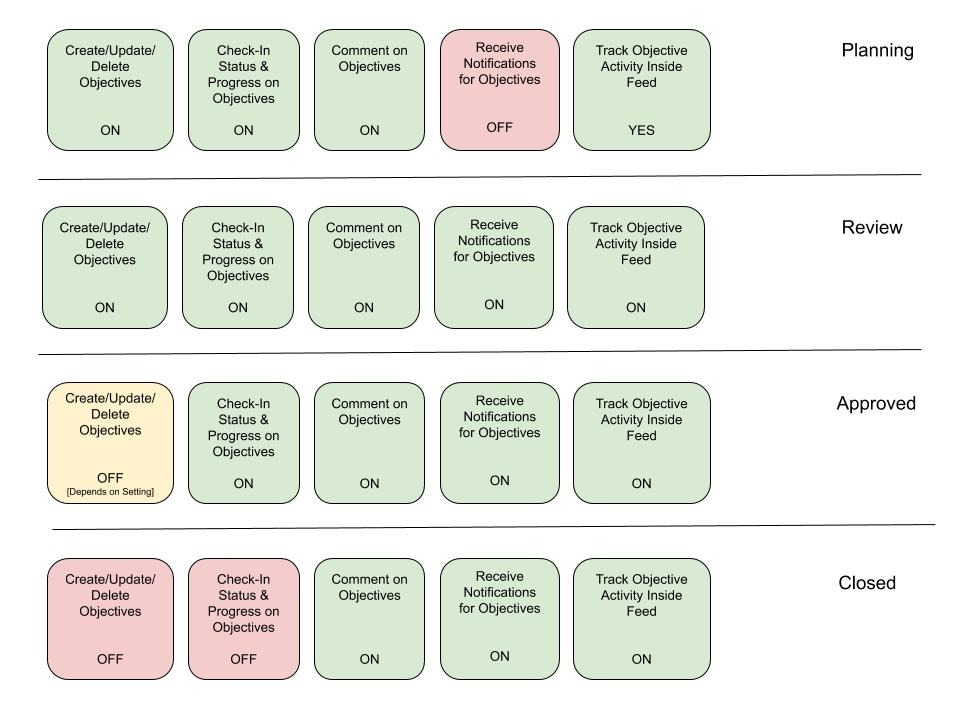 Create/Update/
Delete
Objectives
ON
Check-In
Status &
Progress on
Objectives
ON
Comment on
Objectives
ON
Receive
Notifications
for Objectives
OFF
Track Objective
Activity Inside
Feed
YES
Planning
Create/Update/
Delete
Objectives
ON
Check-In
Status &
Progress on
Objectives
ON
Comment on
Objectives
ON
Receive
Notifications
for Objectives
ON
Track Objective
Activity Inside
Feed
ON
Review
Create/Update/
Delete
Objectives
OFF
[Depends on Setting]
Check-In
Status &
Progress on
Objectives
ON
Comment on
Objectives
ON
Receive
Notifications
for Objectives
ON
Track Objective
Activity Inside
Feed
ON
Approved
Create/Update/
Delete
Objectives
OFF
Check-In
Status &
Progress on
Objectives
OFF
Comment on
Objectives
ON
Receive
Notifications
for Objectives
ON
Track Objective
Activity Inside
Feed
ON
Closed